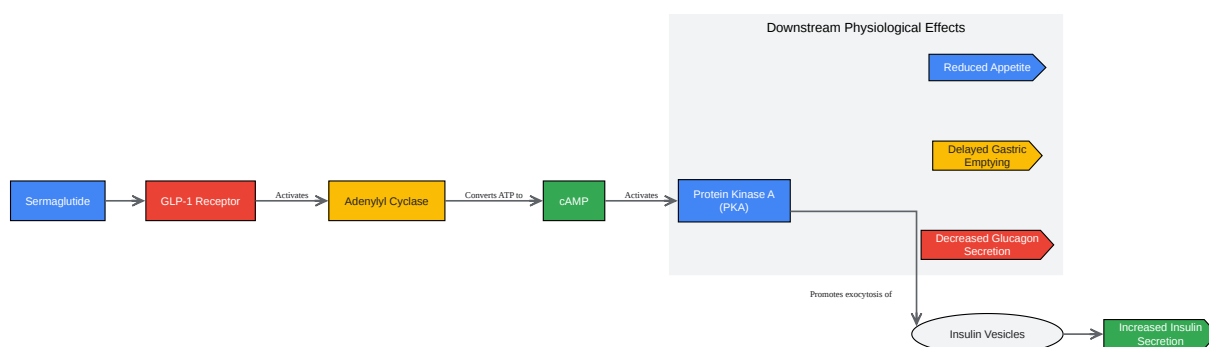 Downstream Physiological Effects
Reduced Appetite
Delayed Gastric
Emptying
Sermaglutide
GLP-1 Receptor
Activates
Adenylyl Cyclase
Converts ATP to
cAMP
Activates
Protein Kinase A
(PKA)
Decreased Glucagon
Secretion
Promotes exocytosis of
Insulin Vesicles
Increased Insulin
Secretion